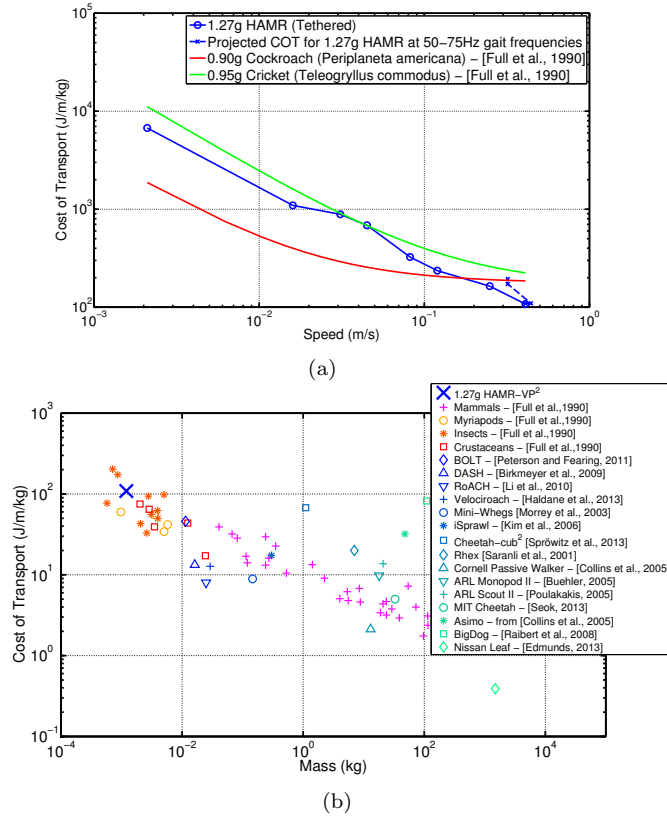 1.27g HAMR (Tethered)
Projected COT for 1.27g HAMR at 50−75Hz gait frequencies
0.90g Cockroach (Periplaneta americana) − [Full et al., 1990]
0.95g Cricket (Teleogryllus commodus) − [Full et al., 1990]
Cost of Transport (J/m/kg)
10^5
10^4
10^3
10^2
10^−3
10^−2
10^−1
10^0
Speed (m/s)
(a)
1.27g HAMR−VP^2
Mammals − [Full et al.,1990]
Myriapods − [Full et al.,1990]
Insects − [Full et al.,1990]
Crustaceans − [Full et al.,1990]
BOLT − [Peterson and Fearing, 2011]
DASH − [Birkmeyer et al., 2009]
RoACH − [Li et al., 2010]
Velociroach − [Haldane et al., 2013]
Mini−Whegs − [Morrey et al., 2003]
iSprawl − [Kim et al., 2006]
Cheetah−cub^2 − [Spröwitz et al., 2013]
Rhex − [Saranli et al., 2001]
Cornell Passive Walker − [Collins et al., 2005]
ARL Monopod II − [Buehler, 2005]
ARL Scout II − [Poulakakis, 2005]
MIT Cheetah − [Seok, 2013]
Asimo − from [Collins et al., 2005]
BigDog − [Raibert et al., 2008]
Nissan Leaf − [Edmunds, 2013]
Cost of Transport (J/m/kg)
10^3
10^2
10^1
10^0
10^−1
10^−4
10^−2
10^0
10^2
10^4
Mass (kg)
(b)